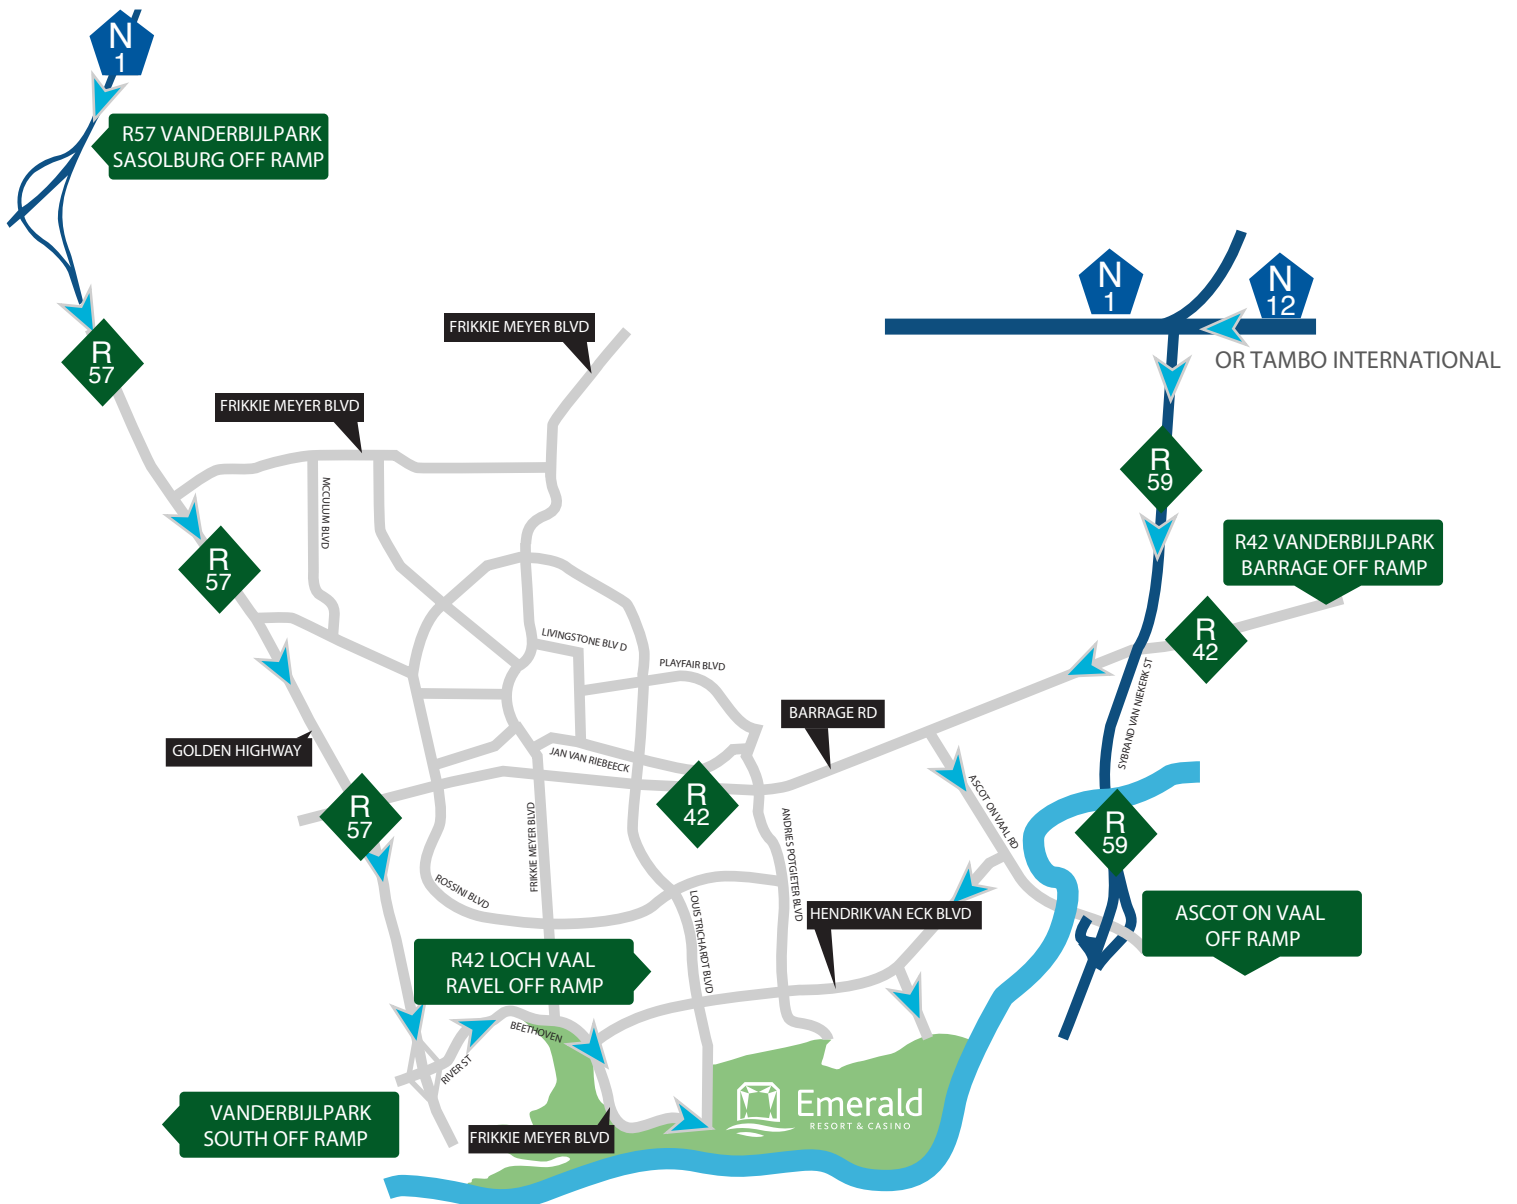 N
1
R57 VANDERBIJLPARK
SASOLBURG OFF RAMP
N
1
N
12
OR TAMBO INTERNATIONAL
FRIKKIE MEYER BLVD
R
57
FRIKKIE MEYER BLVD
R
59
MCCULUM BLVD
R42 VANDERBIJLPARK
BARRAGE OFF RAMP
R
57
R
42
LIVINGSTONE BLV D
PLAYFAIR BLVD
SYBRAND VAN NIEKERK ST
BARRAGE RD
GOLDEN HIGHWAY
JAN VAN RIEBEECK
R
57
R
42
ASCOT ON VAAL RD
R
59
FRIKKIE MEYER BLVD
ANDRIES POTGIETER BLVD
ROSSINI BLVD
LOUIS TRICHARDT BLVD
HENDRIK VAN ECK BLVD
ASCOT ON VAAL
OFF RAMP
R42 LOCH VAAL
RAVEL OFF RAMP
BEETHOVEN
RIVER ST
Emerald
RESORT & CASINO
VANDERBIJLPARK
SOUTH OFF RAMP
FRIKKIE MEYER BLVD